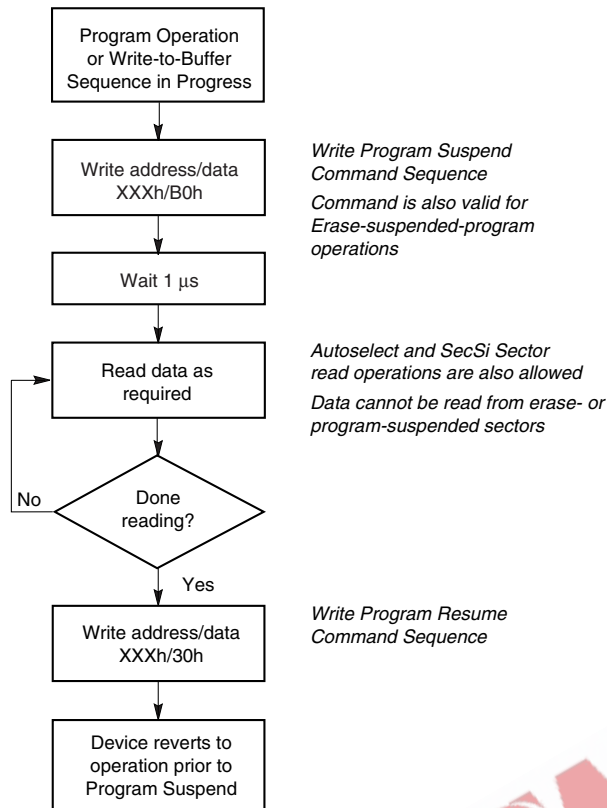 Program Operation
or Write-to-Buffer
Sequence in Progress
Write address/data
XXXh/B0h
Write Program Suspend
Command Sequence
Command is also valid for
Erase-suspended-program
operations
Wait 1 μs
Read data as
required
Autoselect and SecSi Sector
read operations are also allowed
Data cannot be read from erase- or
program-suspended sectors
Done
reading?
No
Yes
Write address/data
XXXh/30h
Write Program Resume
Command Sequence
Device reverts to
operation prior to
Program Suspend